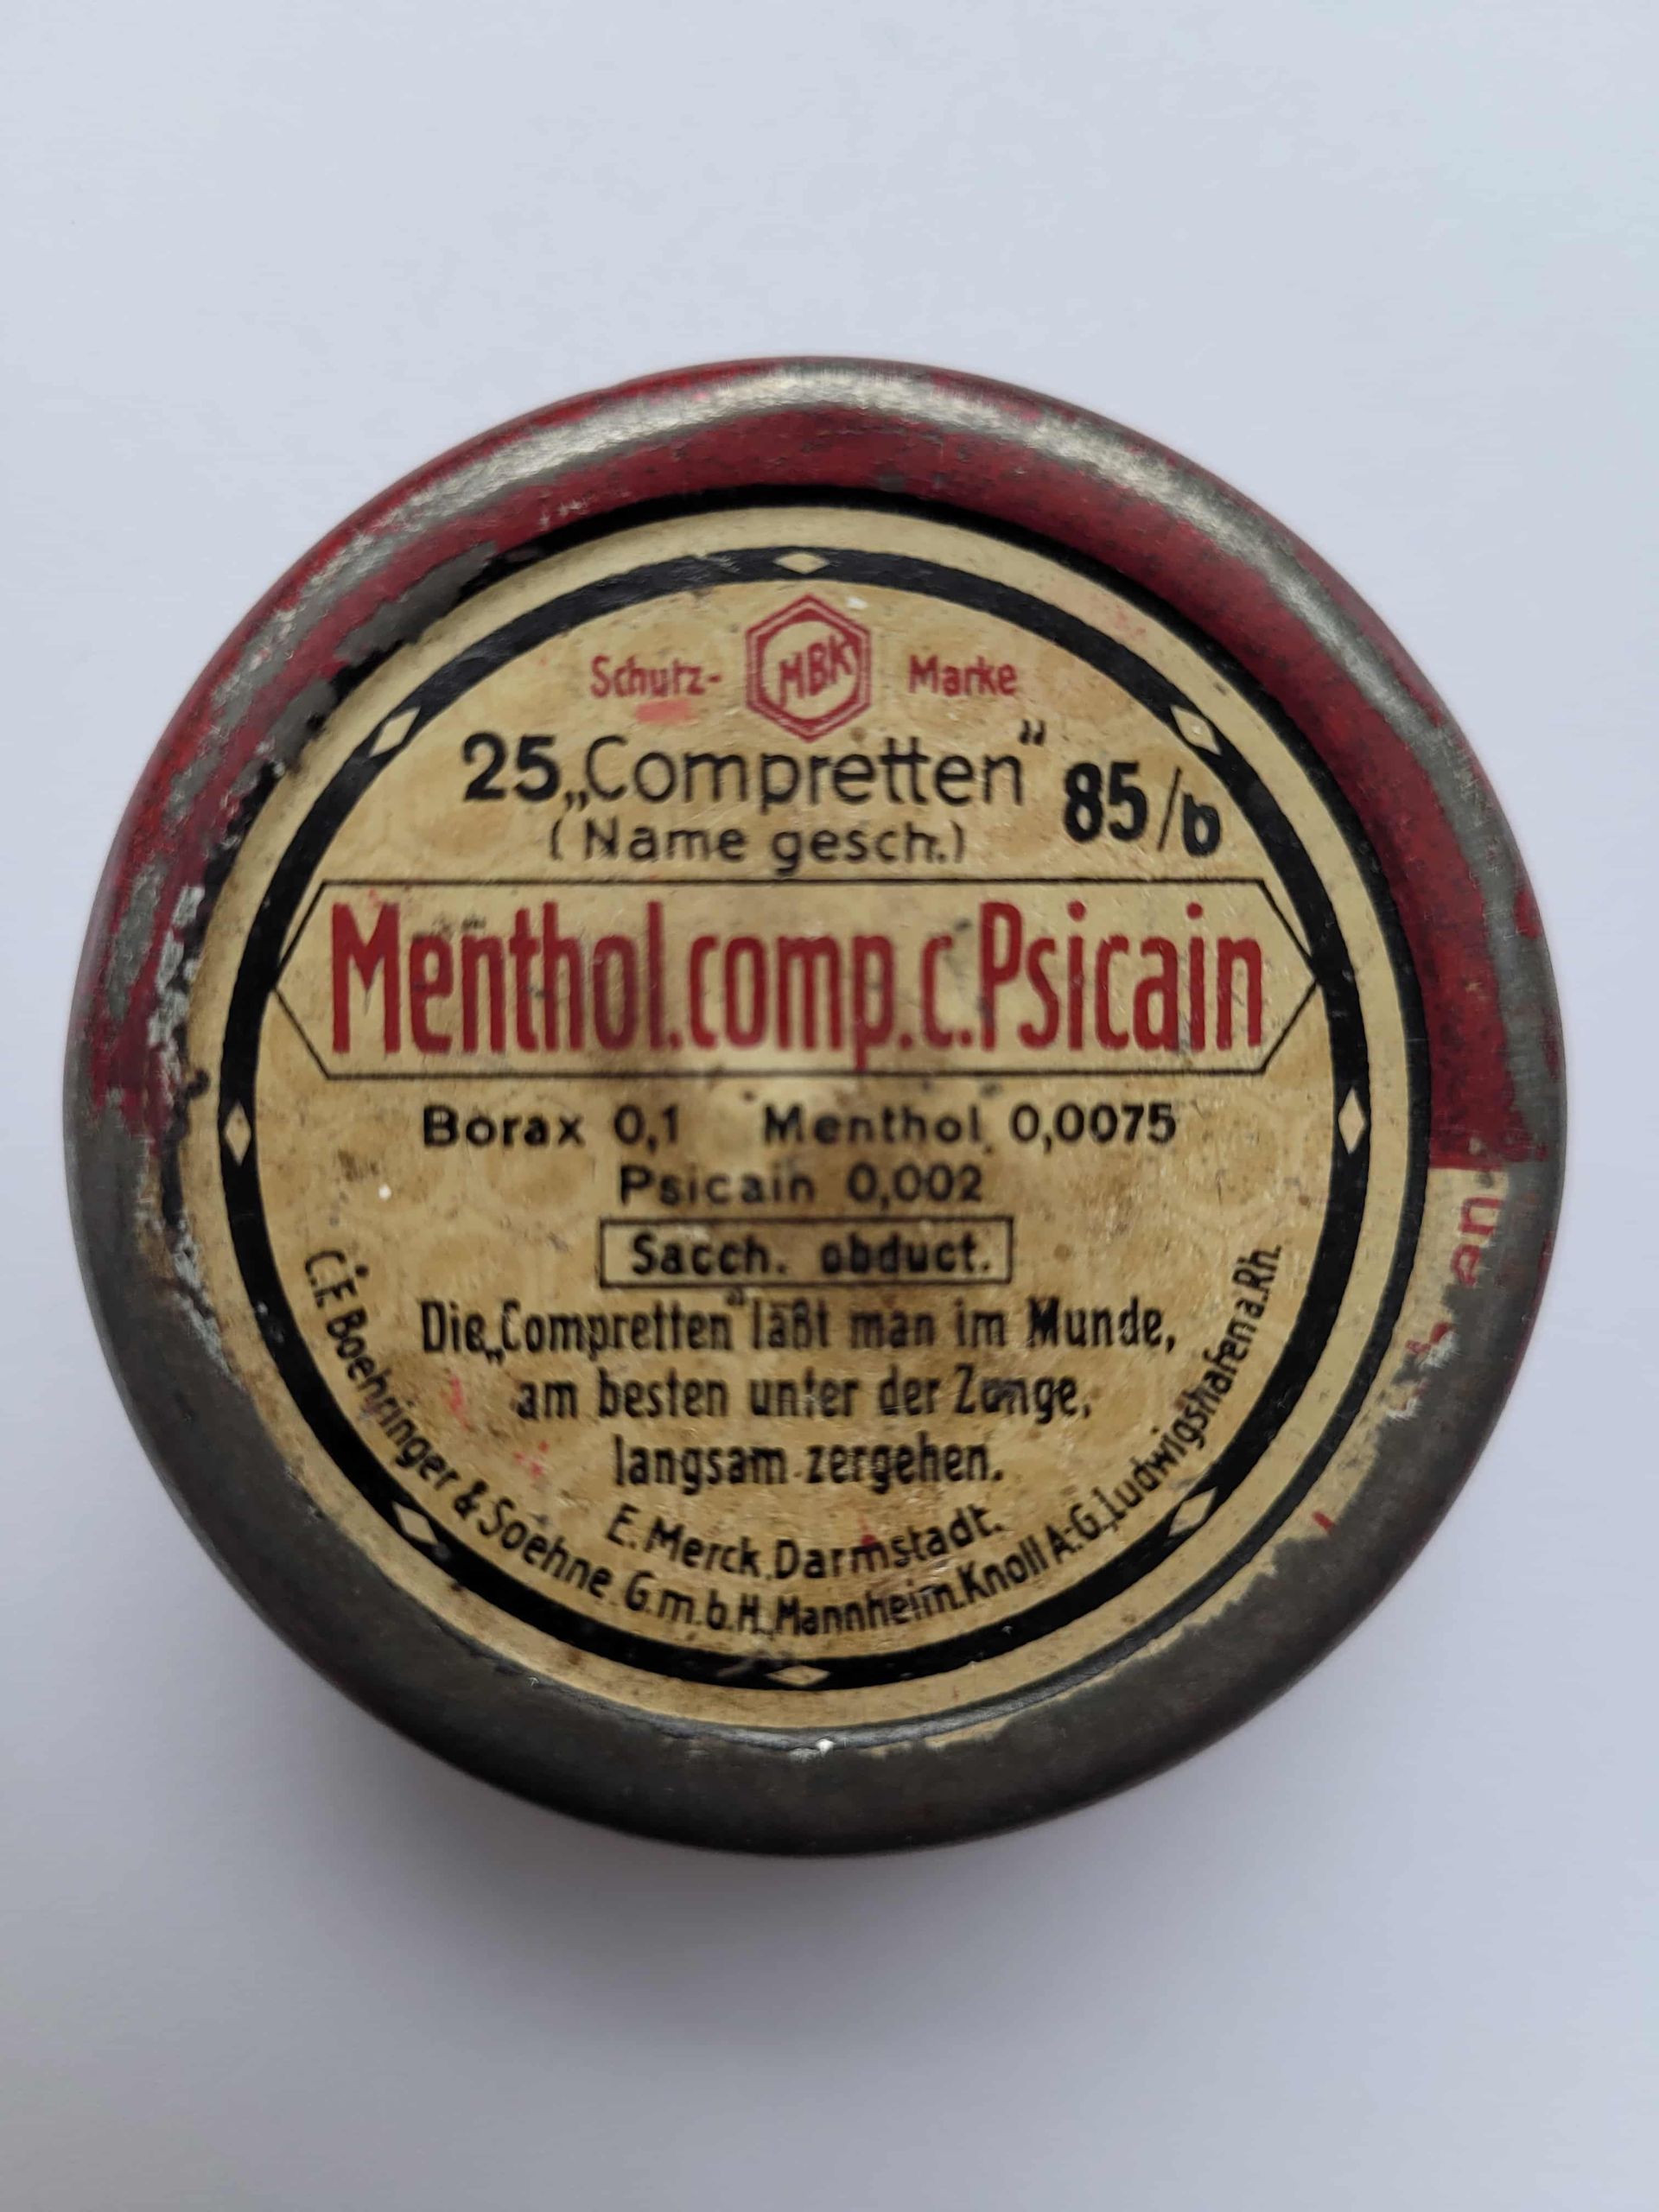 Schutz- MBK Marke
25 „Compretten“ 85/b
(Name gesch.)
Menthol.comp.c.Psicain
Borax 0,1 Menthol 0,0075
Psicain 0,002
Sacch. obduct.
Die „Compretten“ läßt man im Munde,
am besten unter der Zunge,
langsam zergehen.
E. Merck, Darmstadt.
C.F. Boehringer & Soehne G.m.b.H., Mannheim. Knoll A.-G., Ludwigshafen a.Rh.